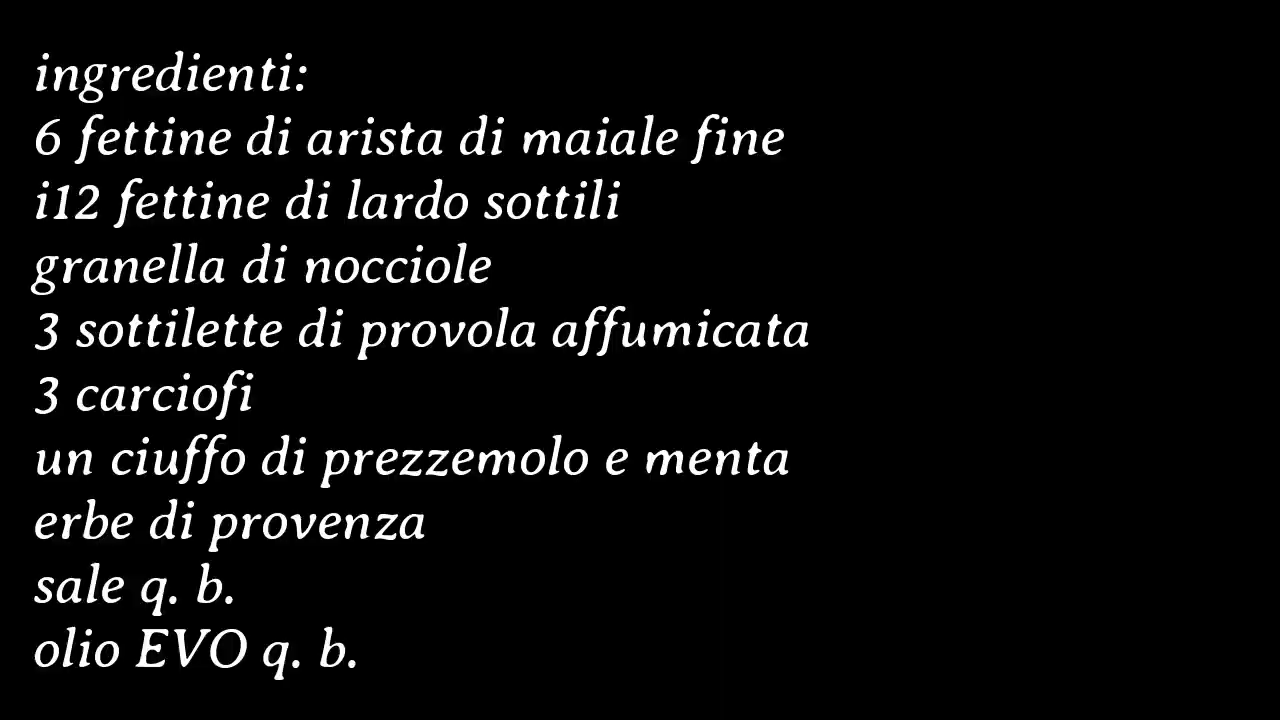 ingredienti:
6 fettine di arista di maiale fine
i12 fettine di lardo sottili
granella di nocciole
3 sottilette di provola affumicata
3 carciofi
un ciuffo di prezzemolo e menta
erbe di provenza
sale q. b.
olio EVO q. b.